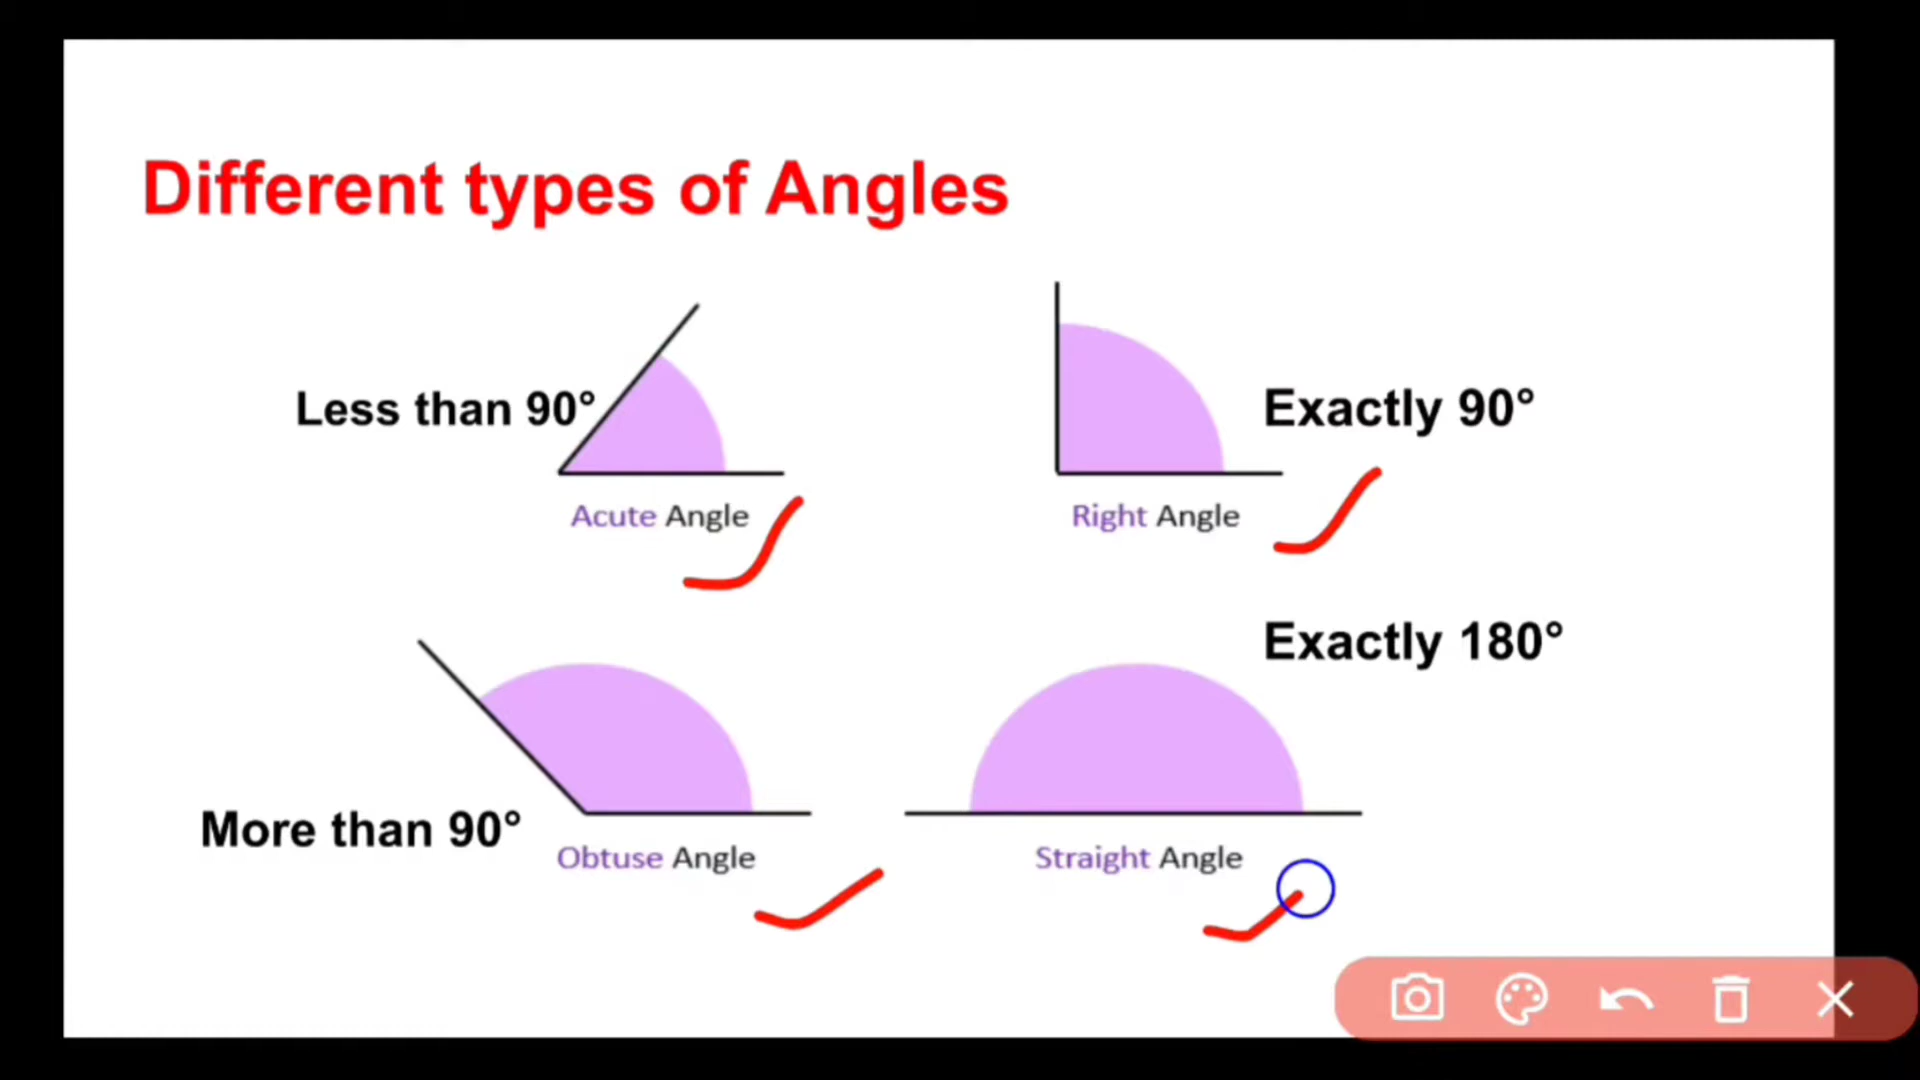 Different types of Angles
Less than 90°
Exactly 90°
Acute Angle
Right Angle
Exactly 180°
More than 90°
Obtuse Angle
Straight Angle